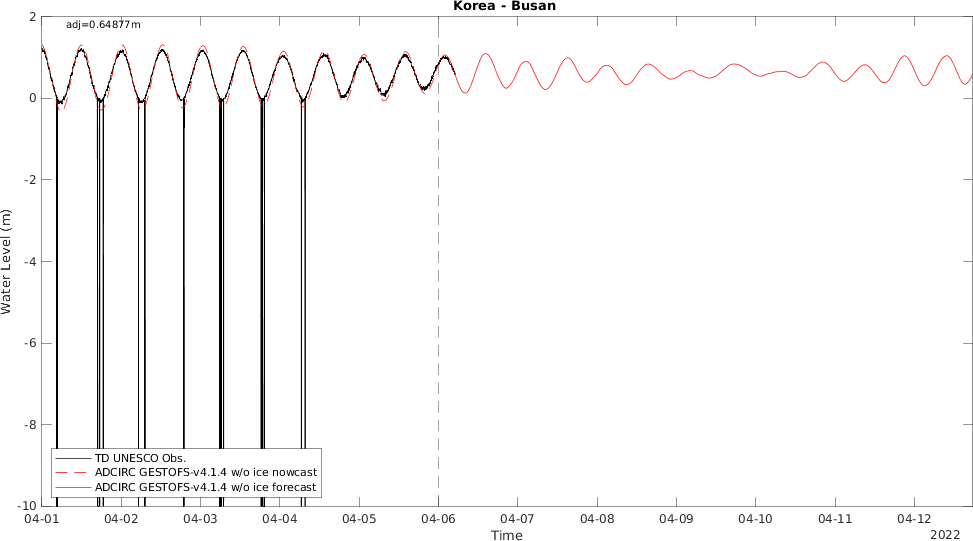 Korea - Busan
adj=0.64877m
2
0
-2
-4
-6
-8
-10
Water Level (m)
TD UNESCO Obs.
ADCIRC GESTOFS-v4.1.4 w/o ice nowcast
ADCIRC GESTOFS-v4.1.4 w/o ice forecast
04-01 04-02 04-03 04-04 04-05 04-06 04-07 04-08 04-09 04-10 04-11 04-12
Time
2022